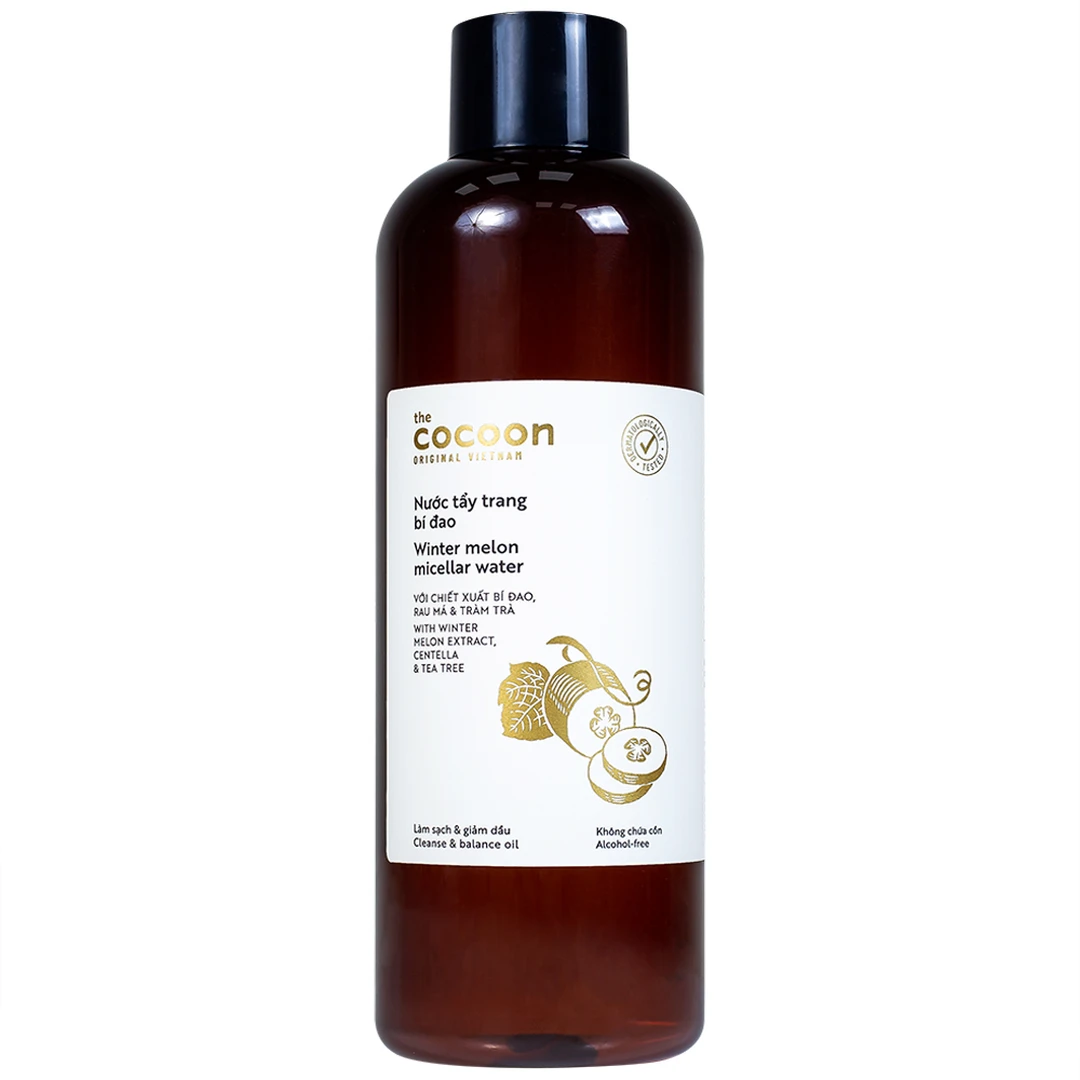 the
cocoon
ORIGINAL VIETNAM
DERMATOLOGICALLY
TESTED
Nước tẩy trang
bí đao
Winter melon
micellar water
VỚI CHIẾT XUẤT BÍ ĐAO,
RAU MÁ & TRÀM TRÀ
WITH WINTER
MELON EXTRACT,
CENTELLA
& TEA TREE
Làm sạch & giảm dầu
Cleanse & balance oil
Không chứa cồn
Alcohol-free